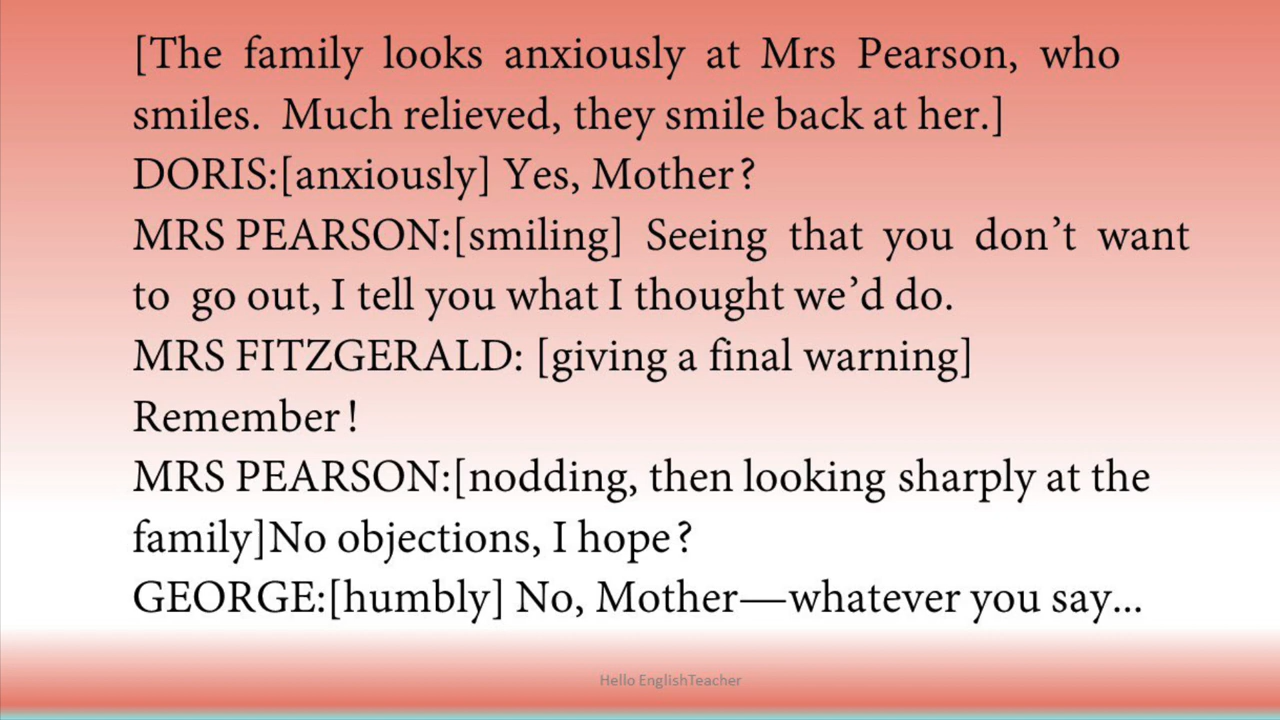 [The family looks anxiously at Mrs Pearson, who
smiles. Much relieved, they smile back at her.]
DORIS:[anxiously] Yes, Mother?
MRS PEARSON:[smiling] Seeing that you don’t want
to go out, I tell you what I thought we’d do.
MRS FITZGERALD: [giving a final warning]
Remember!
MRS PEARSON:[nodding, then looking sharply at the
family]No objections, I hope?
GEORGE:[humbly] No, Mother—whatever you say...
Hello EnglishTeacher